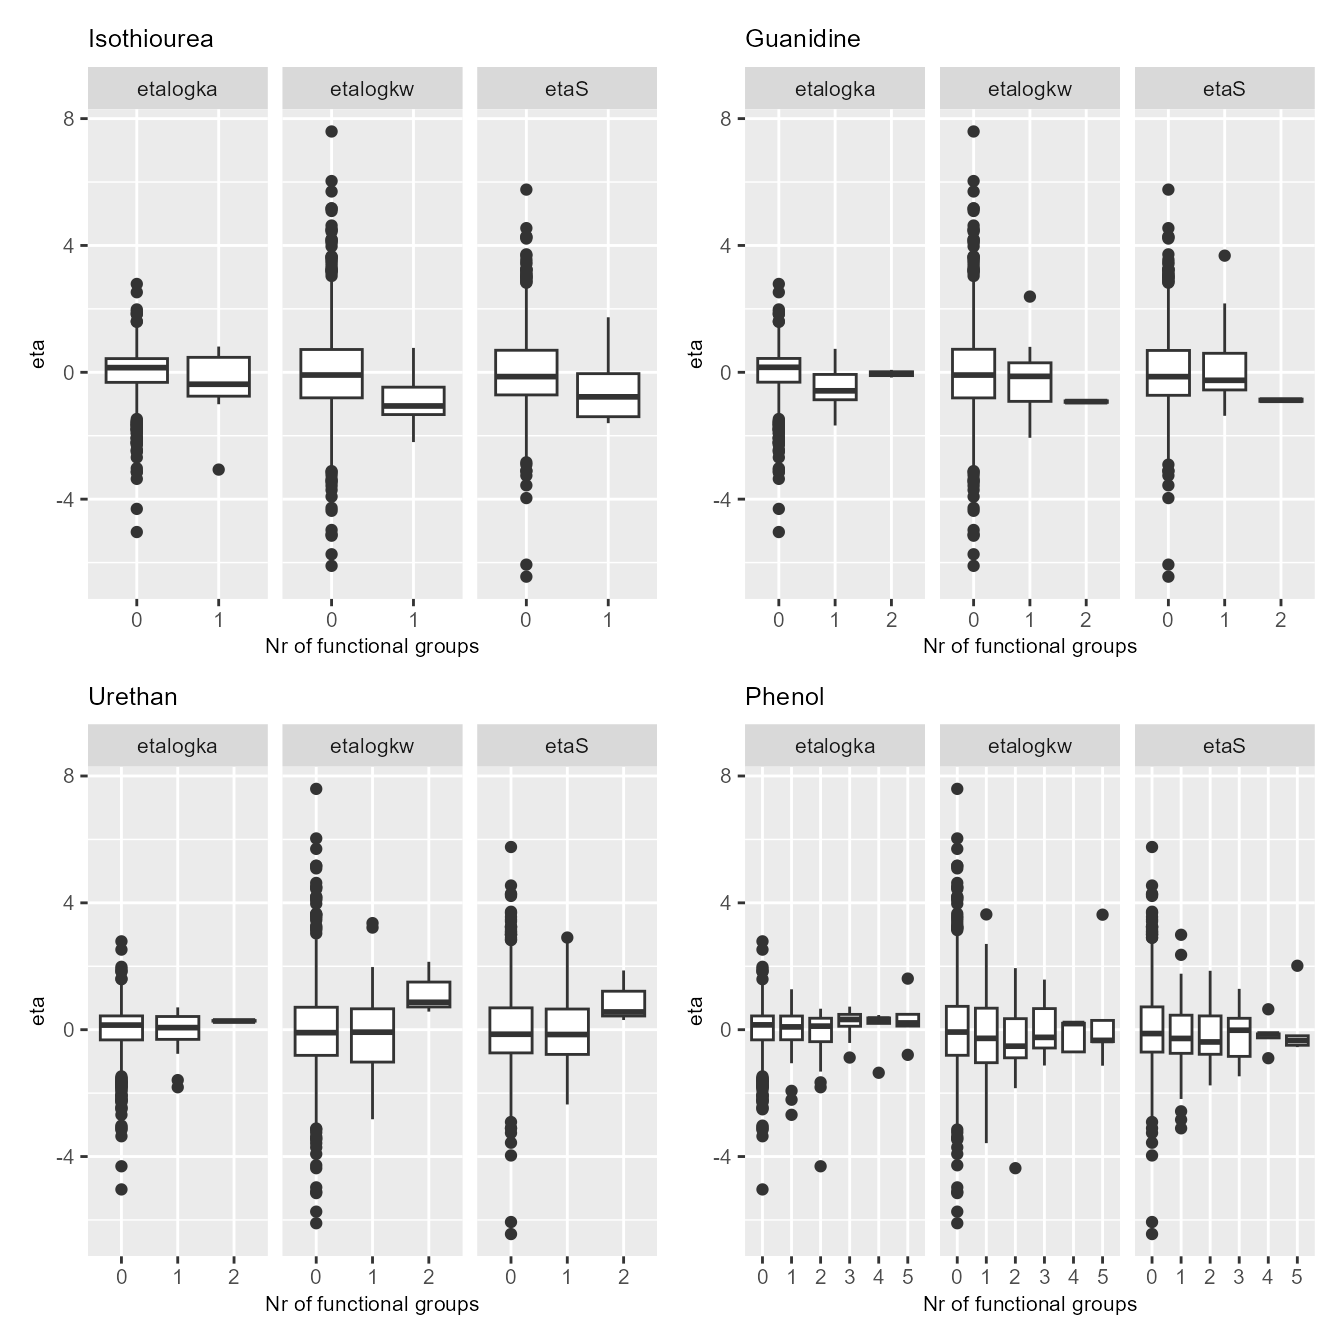 Isothiourea
etalogka etalogkw etaS
8
4
0
-4
eta
0 1 0 1 0 1
Nr of functional groups
Guanidine
etalogka etalogkw etaS
8
4
0
-4
eta
0 1 2 0 1 2 0 1 2
Nr of functional groups
Urethan
etalogka etalogkw etaS
8
4
0
-4
eta
0 1 2 0 1 2 0 1 2
Nr of functional groups
Phenol
etalogka etalogkw etaS
8
4
0
-4
eta
0 1 2 3 4 5 0 1 2 3 4 5 0 1 2 3 4 5
Nr of functional groups